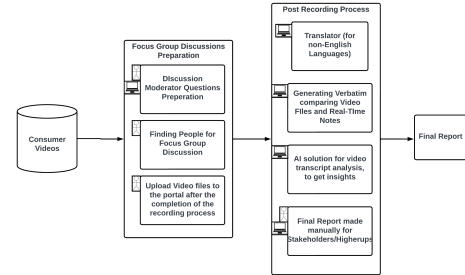 Consumer
Videos
Focus Group Discussions
Preparation
DIscussion
Moderator Questions
Preperation
Finding People for
Focus Group
Discussion
Upload Video files to
the portal after the
completion of the
recording process
Post Recording Process
Translator (for
non-English
Languages)
Generating Verbatim
comparing Video
FIles and Real-TIme
Notes
AI solution for video
transcript analysis,
to get insights
Final Report made
manually for
Stakeholders/Higherups
Final Report